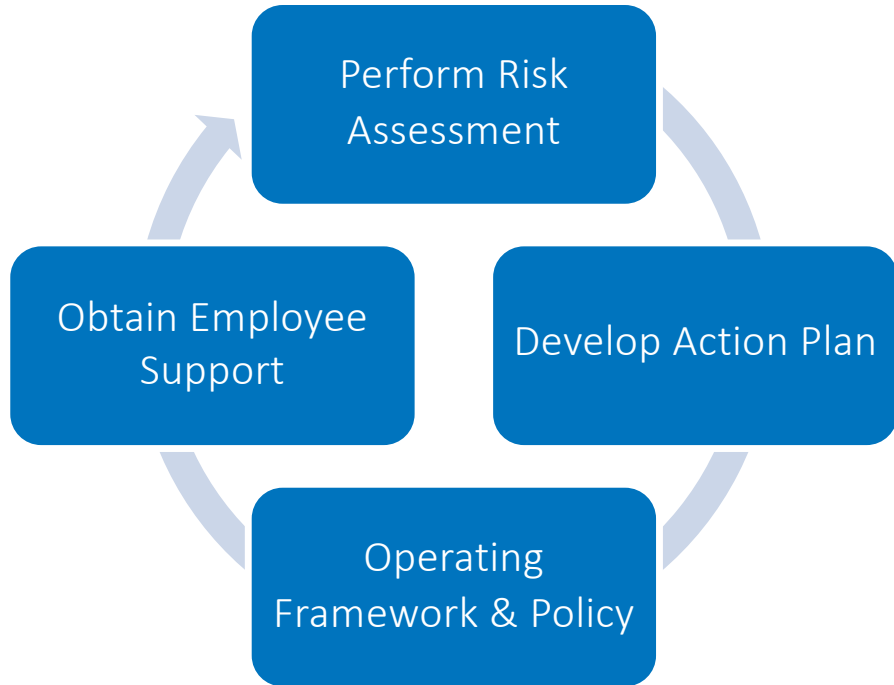 Perform Risk
Assessment
Develop Action Plan
Operating
Framework & Policy
Obtain Employee
Support